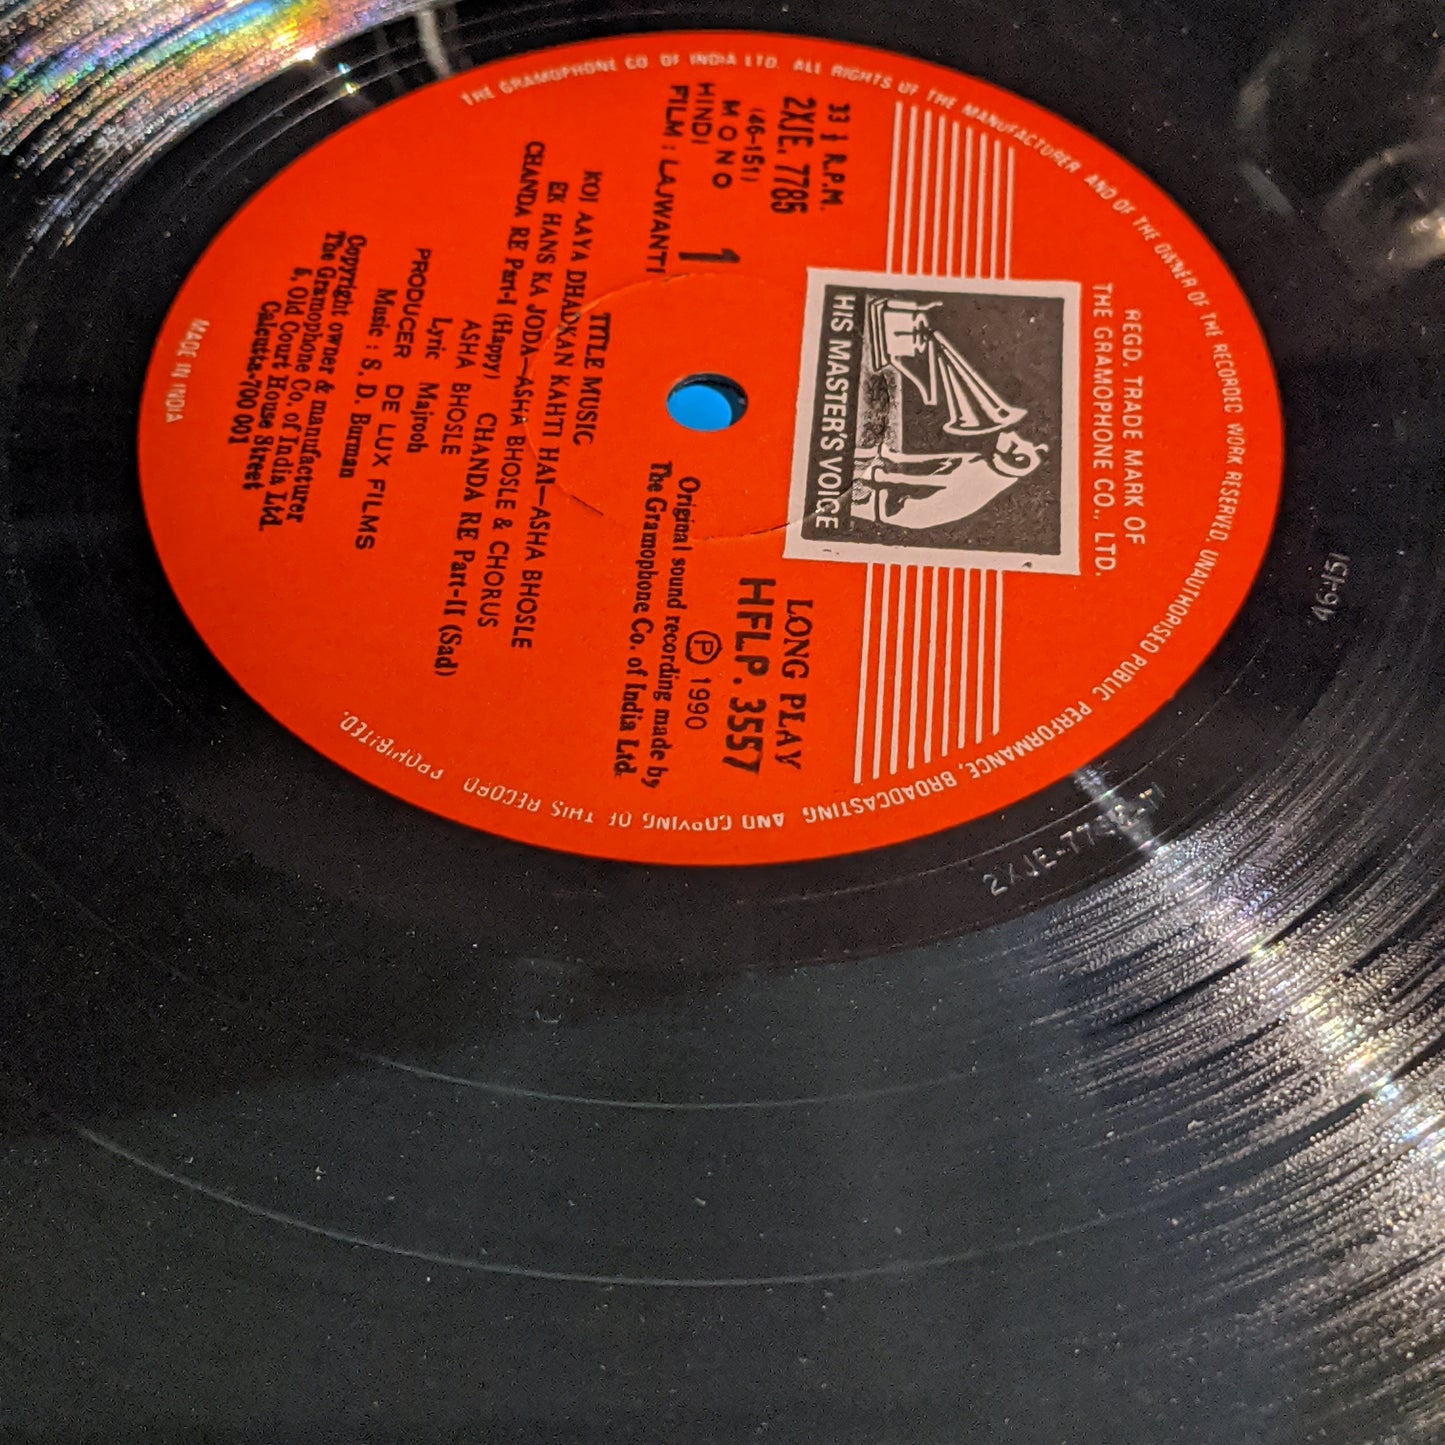 THE GRAMOPHONE CO OF INDIA LTD. ALL RIGHTS OF THE MANUFACTURER AND OF THE OWNER OF THE RECORDED WORK RESERVED. UNAUTHORISED PUBLIC PERFORMANCE, BROADCASTING AND COPYING OF THIS RECORD PROHIBITED.
REGD. TRADE MARK OF
THE GRAMOPHONE CO., LTD.
HIS MASTER'S VOICE
33 ⅓ R.P.M.
2XJE. 7785
(46-151)
MONO
HINDI
FILM : LAJWANTI
1
LONG PLAY
HFLP. 3557
Ⓟ 1990
Original sound recording made by
The Gramophone Co. of India Ltd.
TITLE MUSIC
KOI AAYA DHADKAN KAHTI HAI—ASHA BHOSLE
EK HANS KA JODA—ASHA BHOSLE & CHORUS
CHANDA RE Part-I (Happy) CHANDA RE Part-II (Sad)
ASHA BHOSLE
Lyric Majrooh
PRODUCER DE LUX FILMS
Music : S. D. Burman
Copyright owner & manufacturer
The Gramophone Co. of India Ltd.
6, Old Court House Street
Calcutta-700 001
MADE IN INDIA
46-151